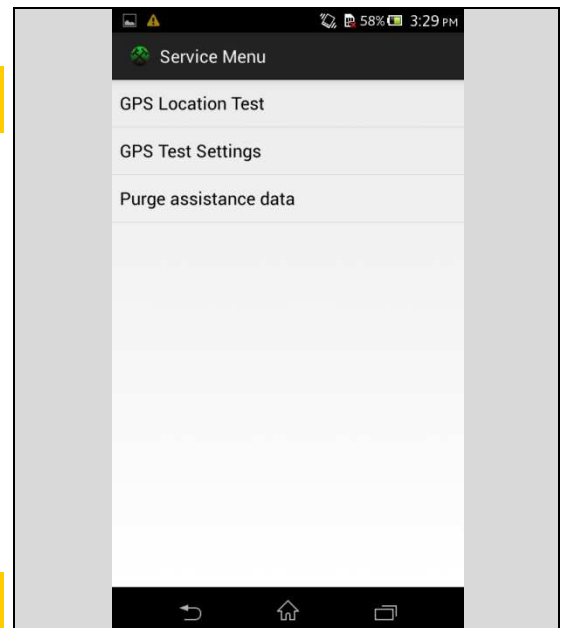 58% 3:29 PM
Service Menu
GPS Location Test
GPS Test Settings
Purge assistance data